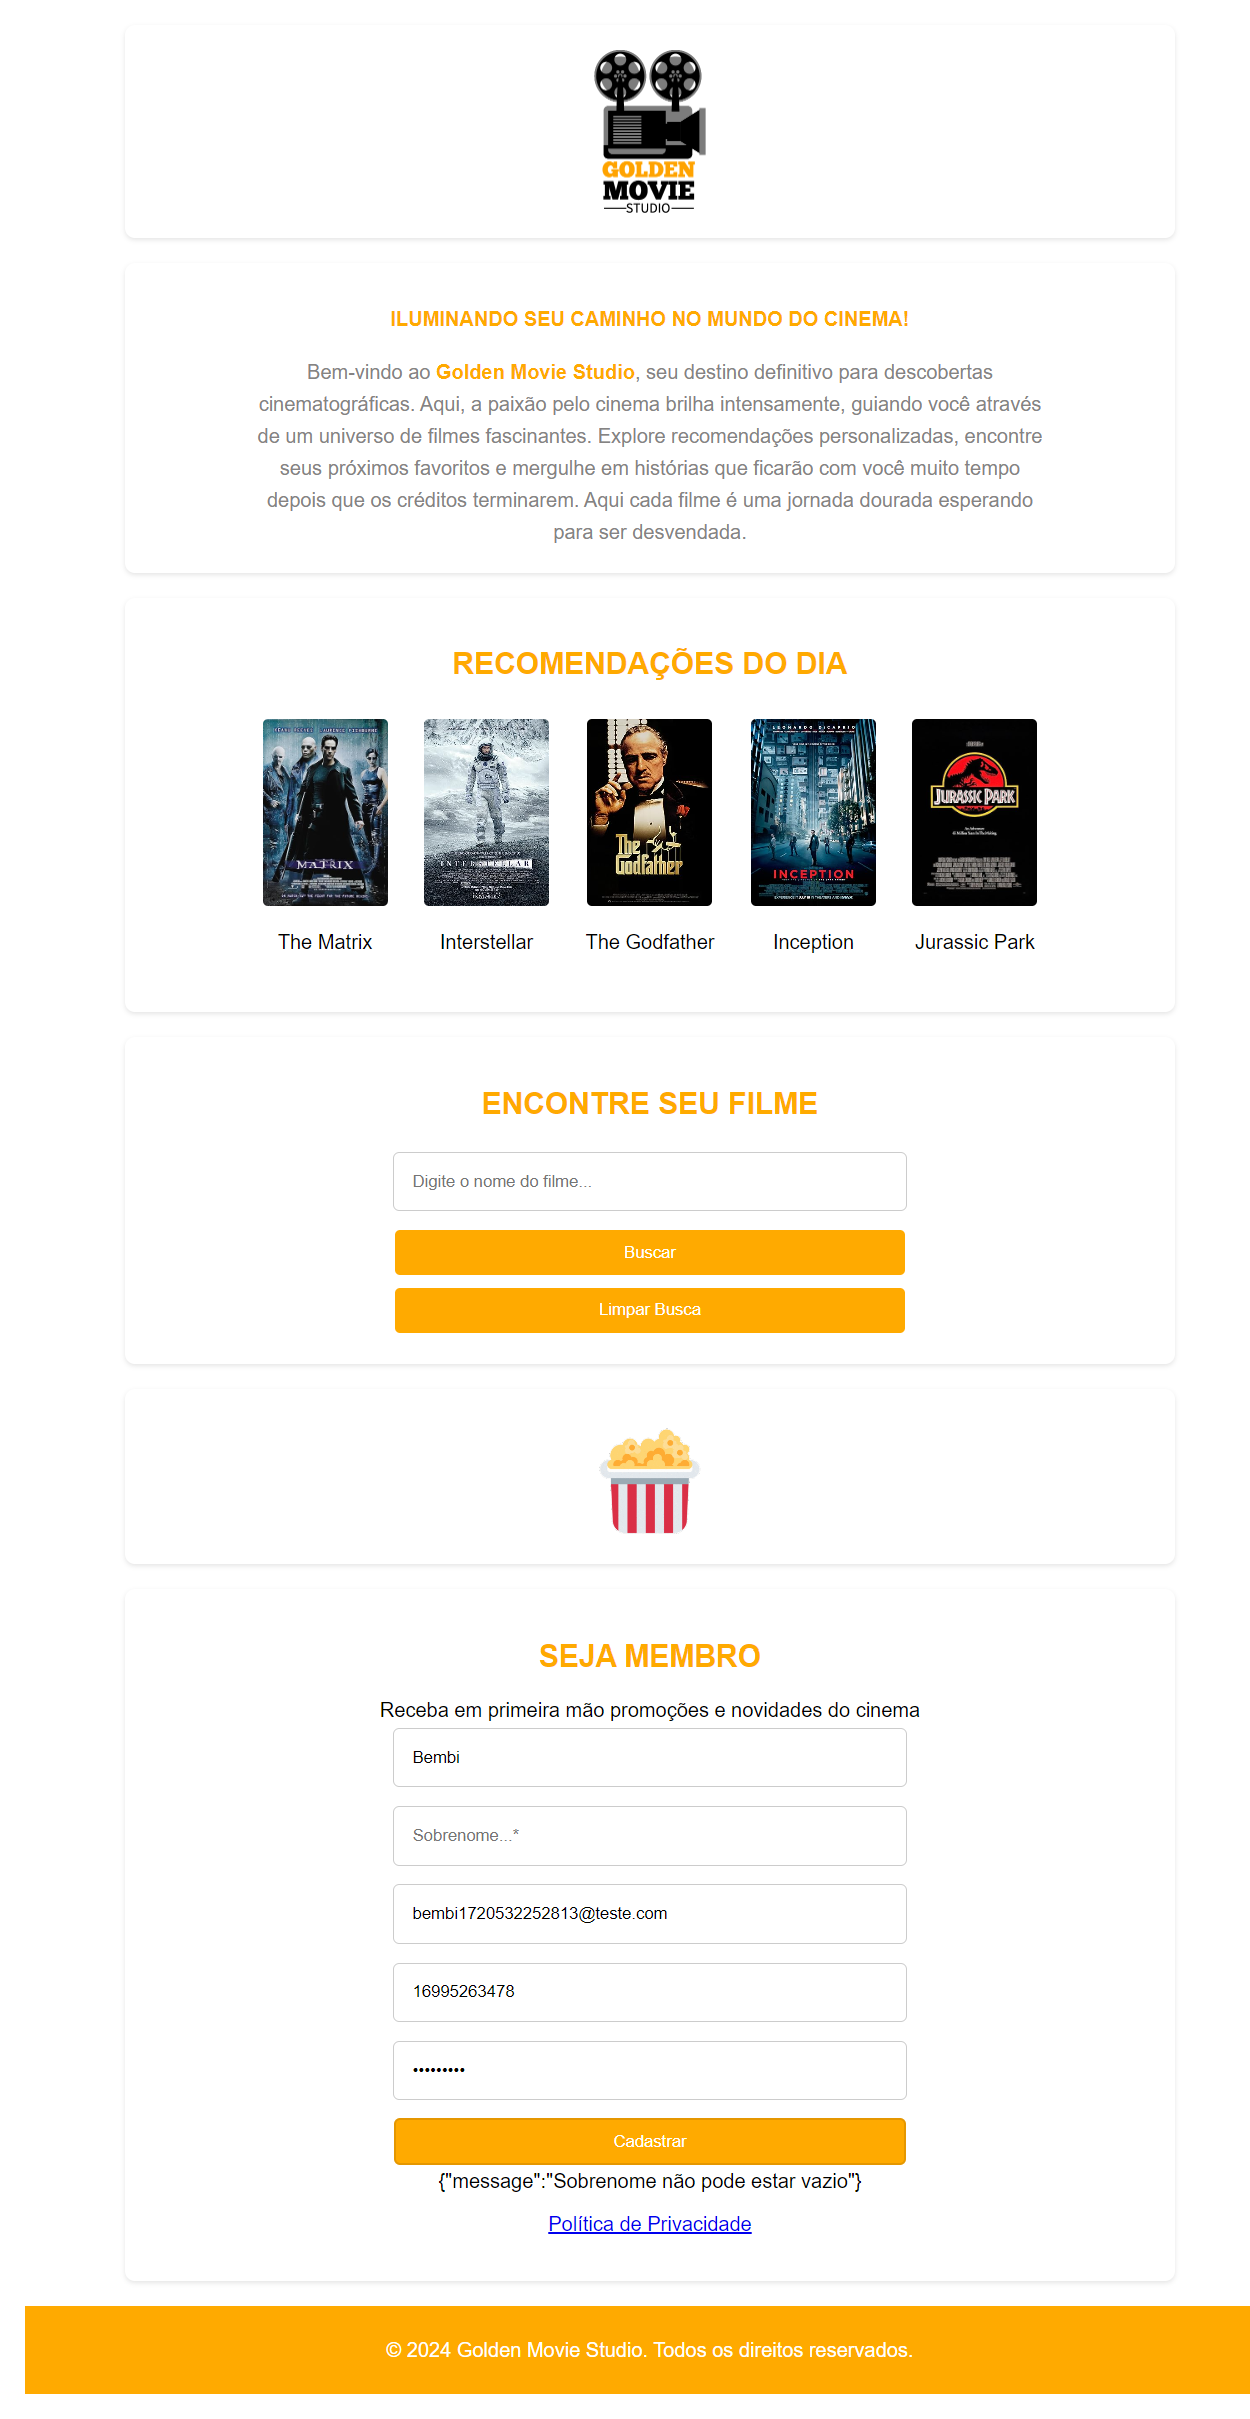 GOLDEN
MOVIE
STUDIO
ILUMINANDO SEU CAMINHO NO MUNDO DO CINEMA!
Bem-vindo ao Golden Movie Studio, seu destino definitivo para descobertas
cinematográficas. Aqui, a paixão pelo cinema brilha intensamente, guiando você através
de um universo de filmes fascinantes. Explore recomendações personalizadas, encontre
seus próximos favoritos e mergulhe em histórias que ficarão com você muito tempo
depois que os créditos terminarem. Aqui cada filme é uma jornada dourada esperando
para ser desvendada.
RECOMENDAÇÕES DO DIA
MATRIX
INTERSTELLAR
The
Godfather
LEONARDO DICAPRIO
INCEPTION
JURASSIC PARK
The Matrix
Interstellar
The Godfather
Inception
Jurassic Park
ENCONTRE SEU FILME
Digite o nome do filme...
Buscar
Limpar Busca
SEJA MEMBRO
Receba em primeira mão promoções e novidades do cinema
Bembi
Sobrenome...*
bembi1720532252813@teste.com
16995263478
•••••••••
Cadastrar
{"message":"Sobrenome não pode estar vazio"}
Política de Privacidade
© 2024 Golden Movie Studio. Todos os direitos reservados.